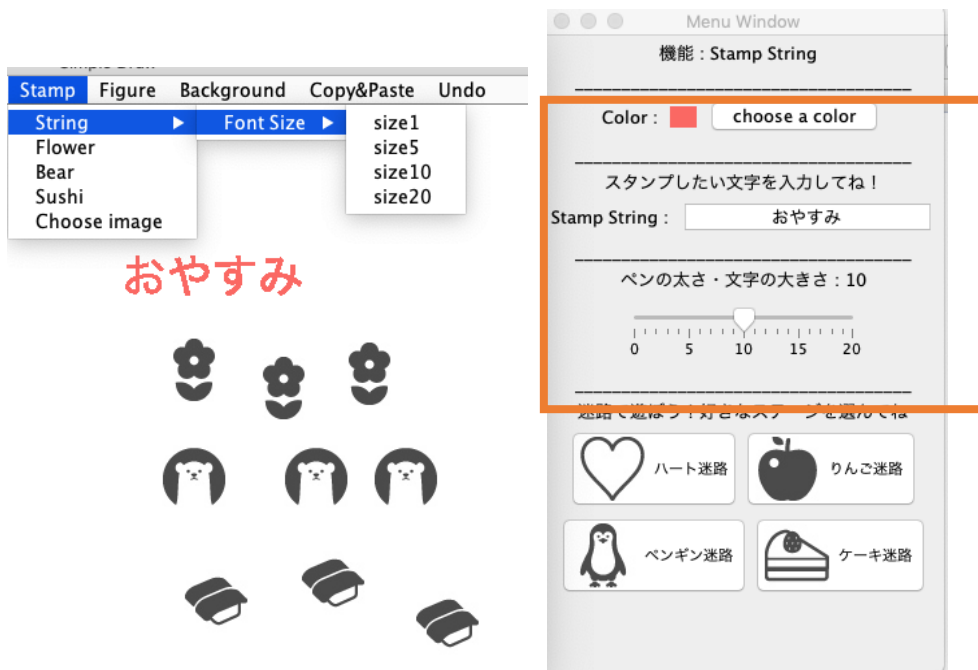 Stamp Figure Background Copy&Paste Undo
String Font Size size1
Flower size5
Bear size10
Sushi size20
Choose image
おやすみ
Menu Window
機能 : Stamp String
Color : choose a color
スタンプしたい文字を入力してね！
Stamp String : おやすみ
ペンの太さ・文字の大きさ : 10
0 5 10 15 20
ハート迷路 りんご迷路
ペンギン迷路 ケーキ迷路